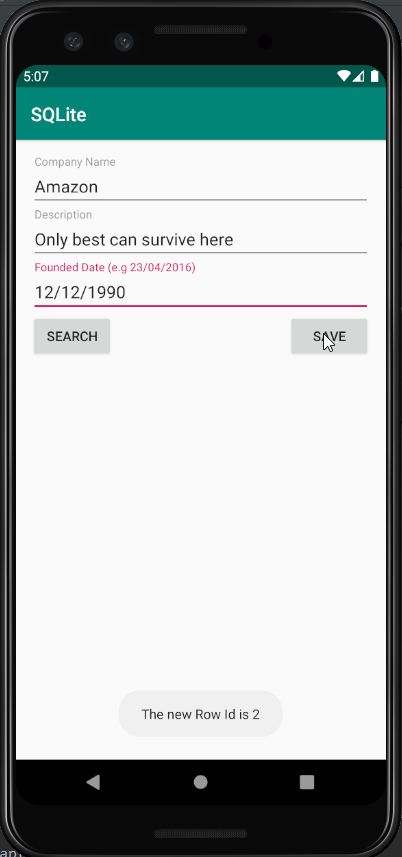 5:07
SQLite
Company Name
Amazon
Description
Only best can survive here
Founded Date (e.g 23/04/2016)
12/12/1990
SEARCH SAVE
The new Row Id is 2